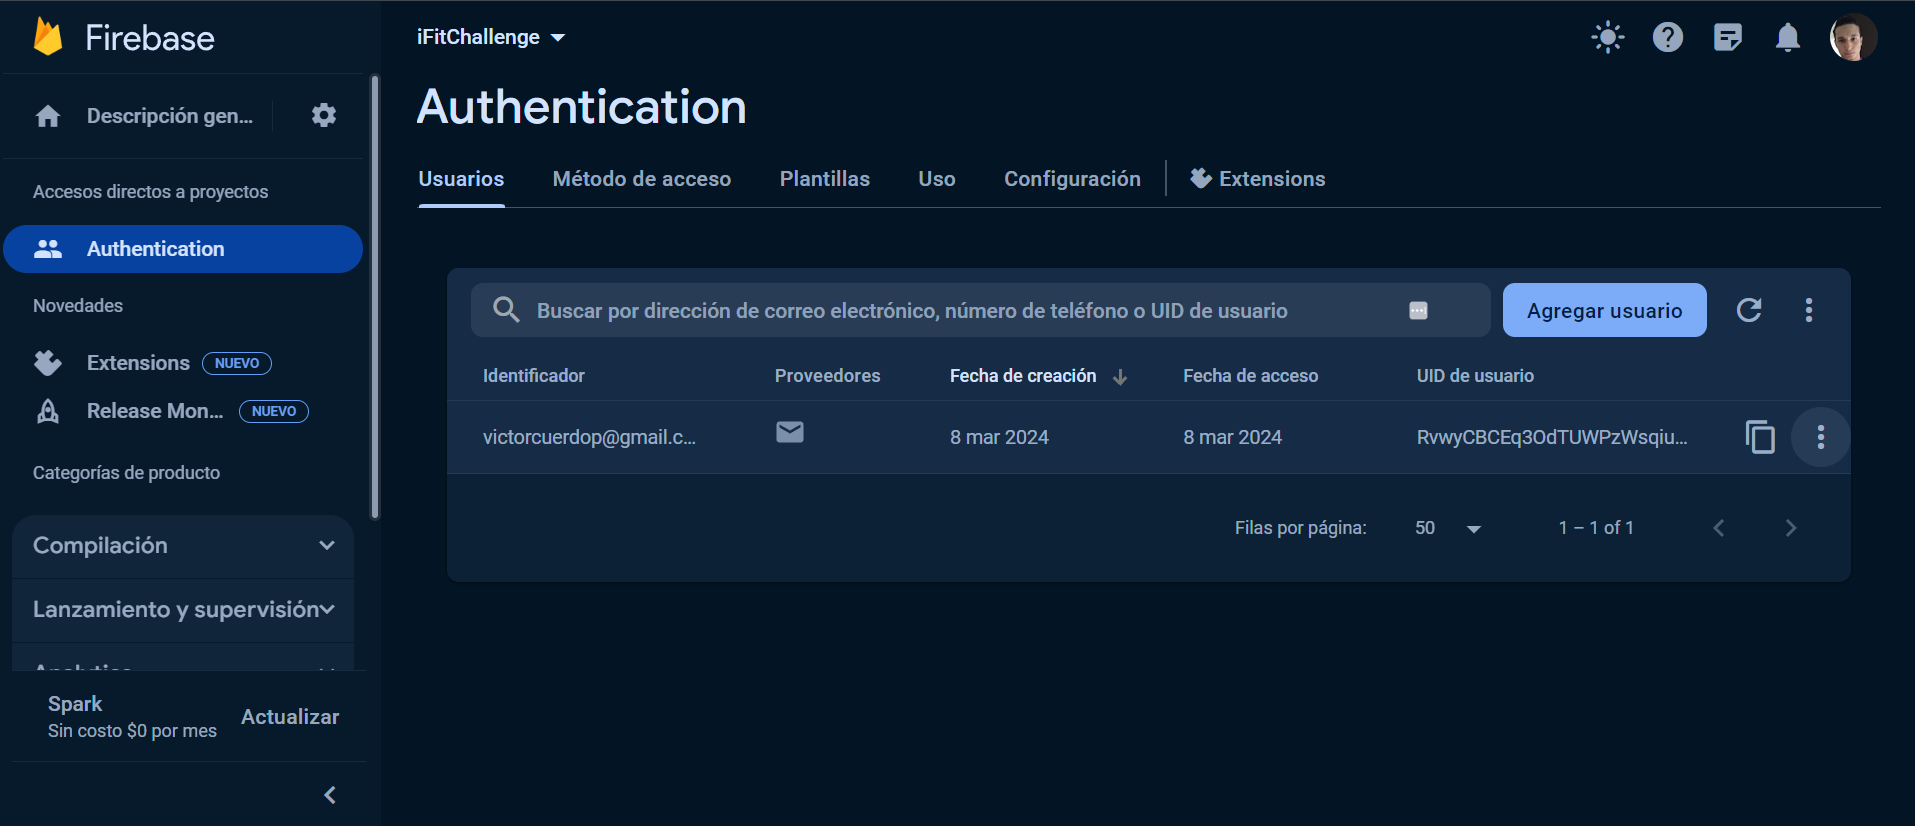 Firebase
Descripción gen...
Accesos directos a proyectos
Authentication
Novedades
Extensions NUEVO
Release Mon... NUEVO
Categorías de producto
Compilación
Lanzamiento y supervisión
Analytics
Spark
Sin costo $0 por mes
Actualizar
iFitChallenge
Authentication
Usuarios Método de acceso Plantillas Uso Configuración Extensions
Buscar por dirección de correo electrónico, número de teléfono o UID de usuario
Agregar usuario
Identificador Proveedores Fecha de creación Fecha de acceso UID de usuario
victorcuerdop@gmail.c... 8 mar 2024 8 mar 2024 RvwyCBCEq3OdTUWPzWsqiu...
Filas por página: 50 1 – 1 of 1